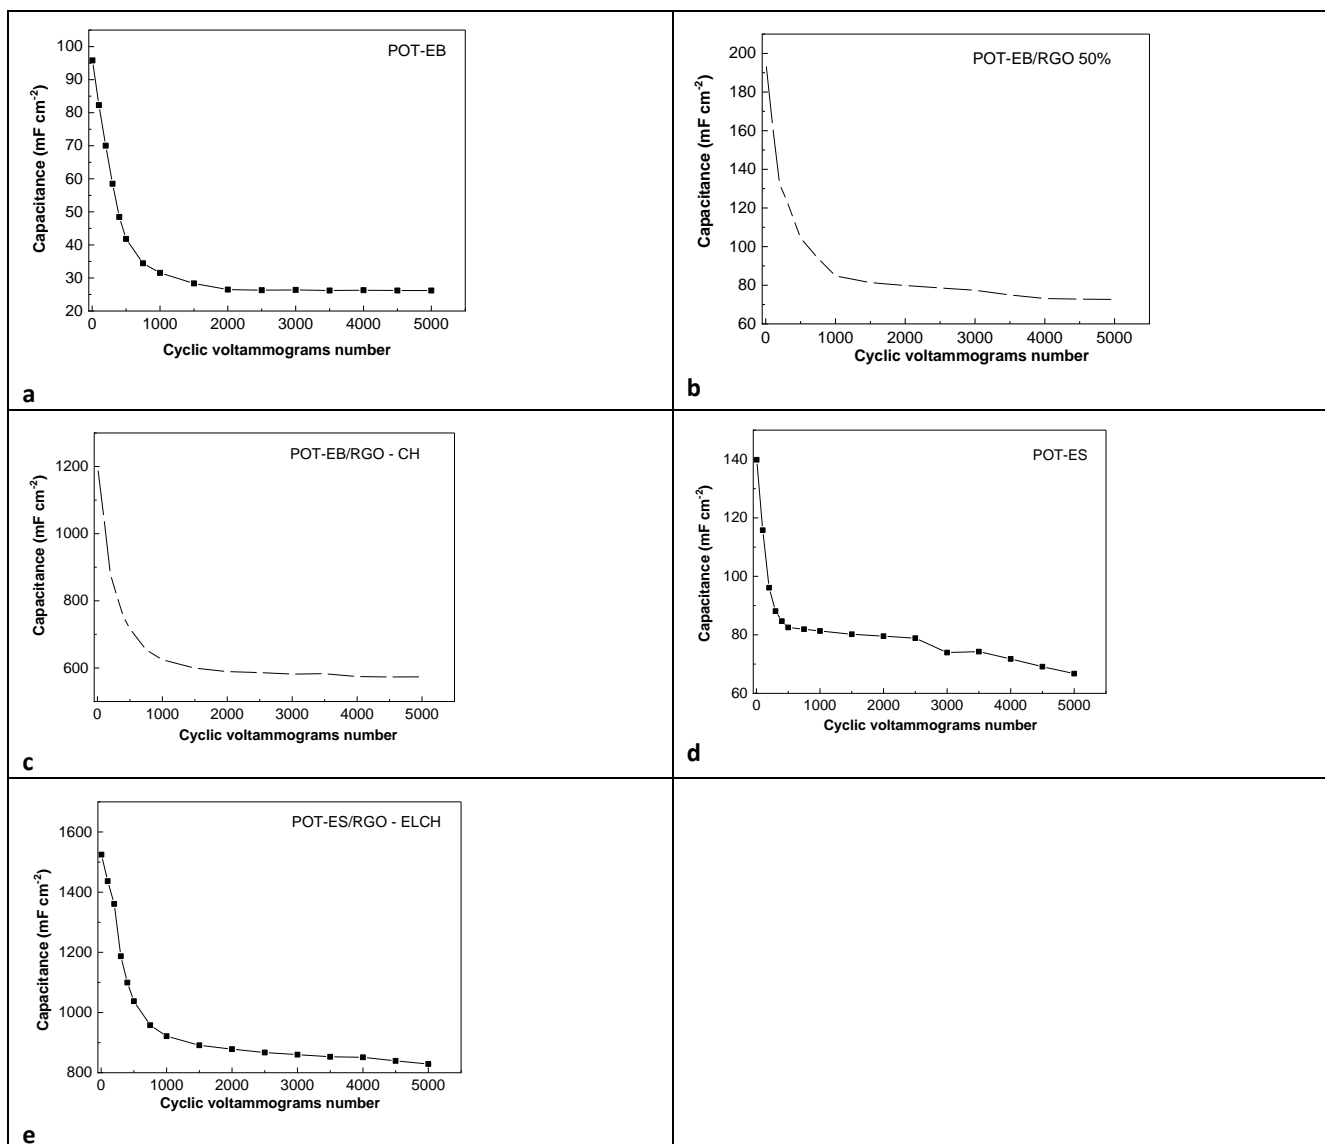 POT-EB
Capacitance (mF cm-2)
100
90
80
70
60
50
40
30
20
0 1000 2000 3000 4000 5000
Cyclic voltammograms number
a
POT-EB/RGO 50%
Capacitance (mF cm-2)
200
180
160
140
120
100
80
60
0 1000 2000 3000 4000 5000
Cyclic voltammograms number
b
POT-EB/RGO - CH
Capacitance (mF cm-2)
1200
1000
800
600
0 1000 2000 3000 4000 5000
Cyclic voltammograms number
c
POT-ES
Capacitance (mF cm-2)
140
120
100
80
60
0 1000 2000 3000 4000 5000
Cyclic voltammograms number
d
POT-ES/RGO - ELCH
Capacitance (mF cm-2)
1600
1400
1200
1000
800
0 1000 2000 3000 4000 5000
Cyclic voltammograms number
e